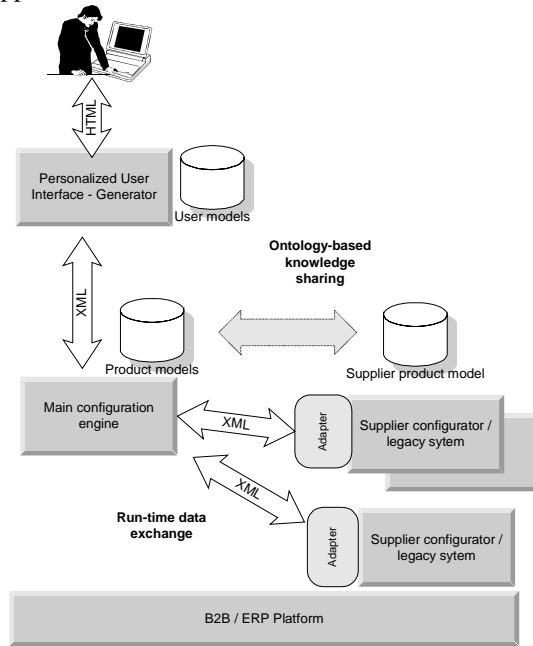 HTML
Personalized User
Interface - Generator
User models
Ontology-based
knowledge
sharing
XML
Product models
Supplier product model
Main configuration
engine
XML
Adapter
Supplier configurator /
legacy sytem
XML
Run-time data
exchange
Adapter
Supplier configurator /
legacy sytem
B2B / ERP Platform